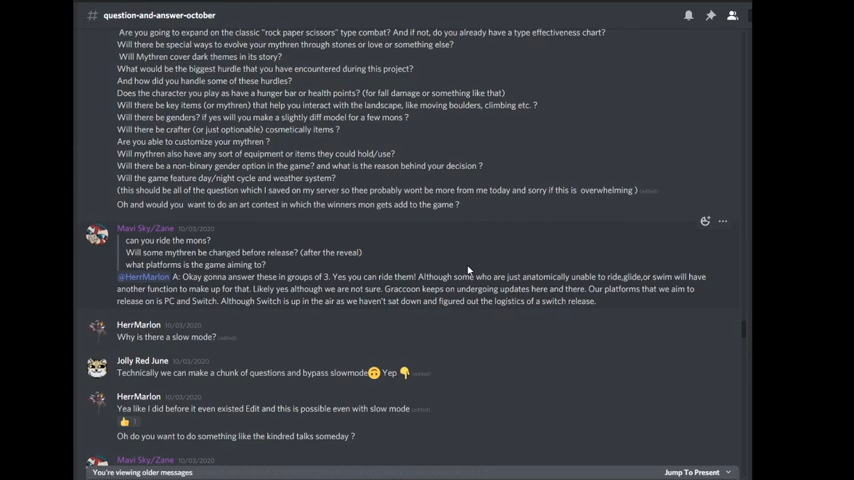 # question-and-answer-october
Are you going to expand on the classic "rock paper scissors" type combat? And if not, do you already have a type effectiveness chart?
Will there be special ways to evolve your mythren through stones or love or something else?
Will Mythren cover dark themes in its story?
What would be the biggest hurdle that you have encountered during this project?
And how did you handle some of these hurdles?
Does the character you play as have a hunger bar or health points? (for fall damage or something like that)
Will there be key items (or mythren) that help you interact with the landscape, like moving boulders, climbing etc. ?
Will there be genders? if yes will you make a slightly diff model for a few mons ?
Will there be crafter (or just optionable) cosmetically items ?
Are you able to customize your mythren ?
Will mythren also have any sort of equipment or items they could hold/use?
Will there be a non-binary gender option in the game? and what is the reason behind your decision ?
Will the game feature day/night cycle and weather system?
(this should be all of the question which I saved on my server so thee probably wont be more from me today and sorry if this is overwhelming ) (edited)
Oh and would you want to do an art contest in which the winners mon gets add to the game ?
Mavi Sky/Zane 10/03/2020
can you ride the mons?
Will some mythren be changed before release? (after the reveal)
what platforms is the game aiming to?
@HerrMarlon A: Okay gonna answer these in groups of 3. Yes you can ride them! Although some who are just anatomically unable to ride,glide,or swim will have
another function to make up for that. Likely yes although we are not sure. Graccoon keeps on undergoing updates here and there. Our platforms that we aim to
release on is PC and Switch. Although Switch is up in the air as we haven't sat down and figured out the logistics of a switch release.
HerrMarlon 10/03/2020
Why is there a slow mode? (edited)
Jolly Red June 10/03/2020
Technically we can make a chunk of questions and bypass slowmode Yep (edited)
HerrMarlon 10/03/2020
Yea like I did before it even existed Edit and this is possible even with slow mode (edited)
1
Oh do you want to do something like the kindred talks someday ?
Mavi Sky/Zane 10/03/2020
You're viewing older messages Jump To Present